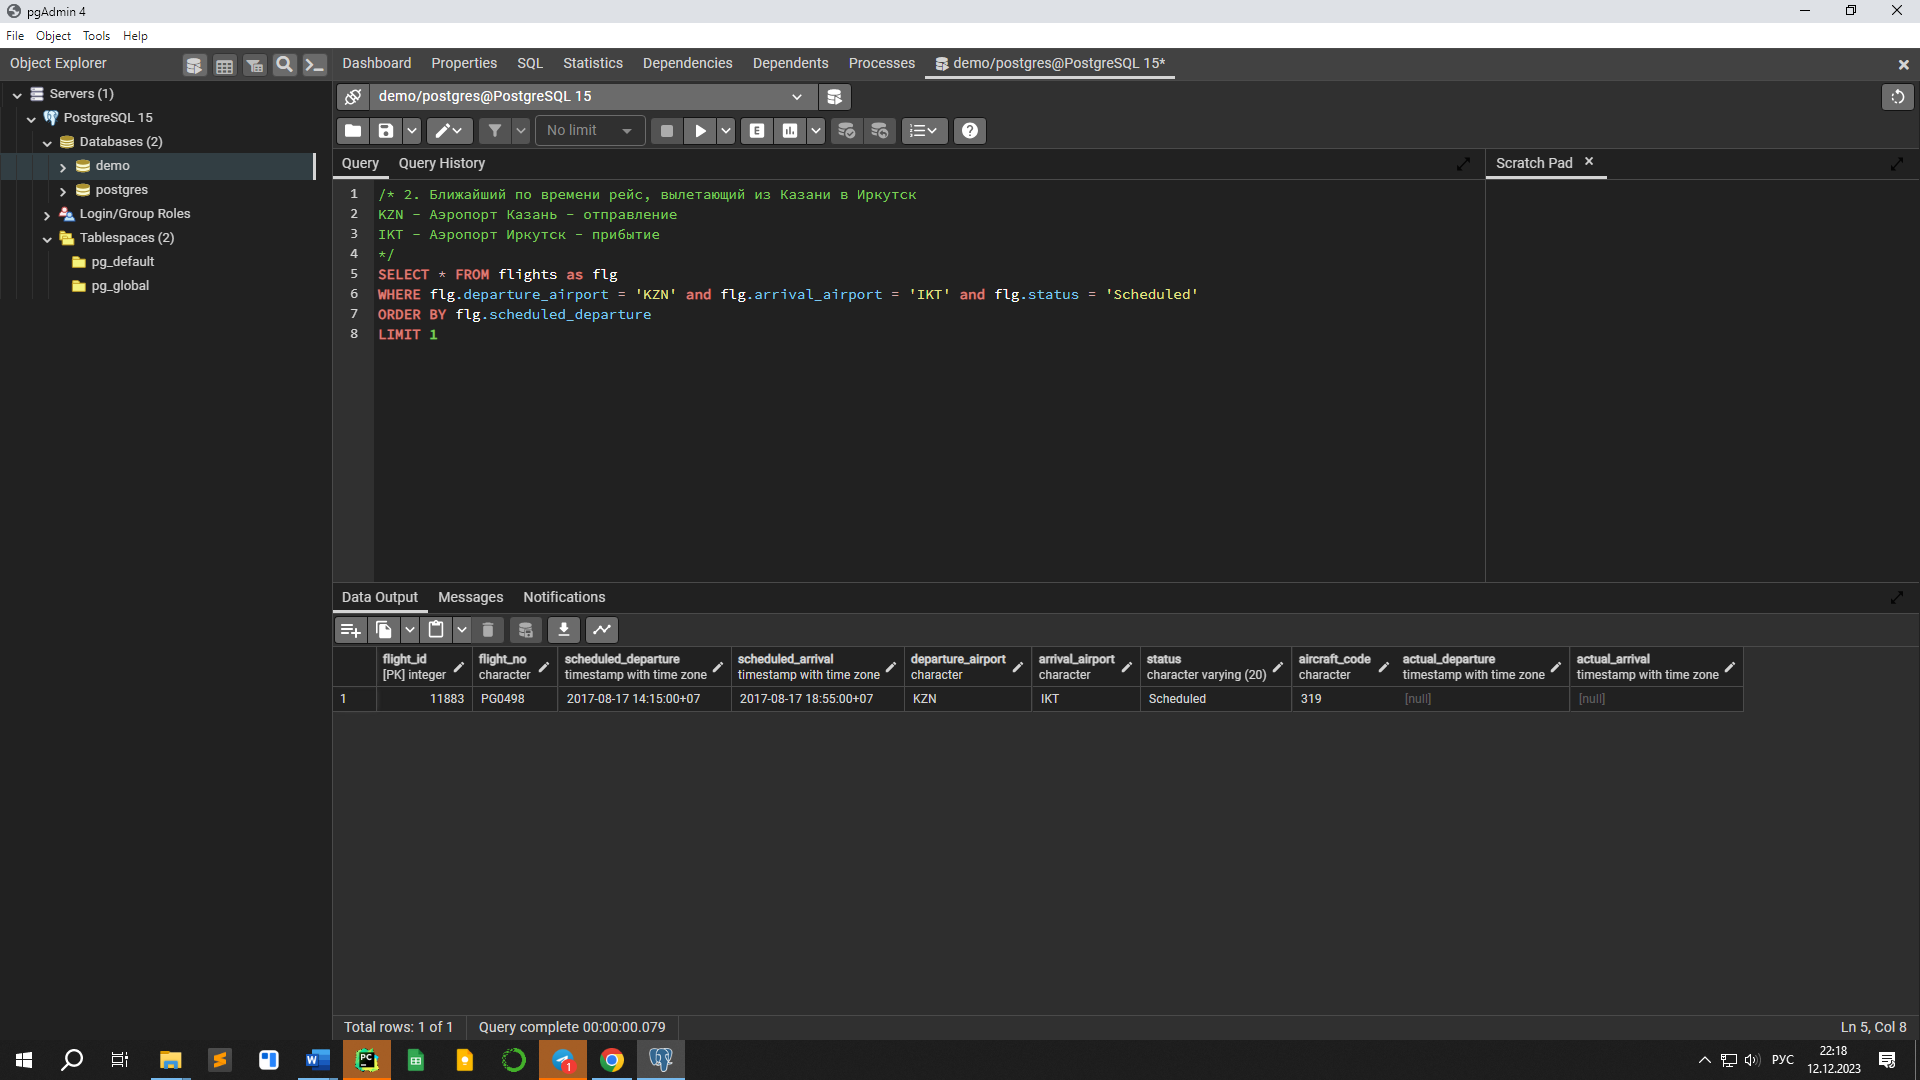 pgAdmin 4
File Object Tools Help
Object Explorer
Dashboard Properties SQL Statistics Dependencies Dependents Processes demo/postgres@PostgreSQL 15*
Servers (1)
PostgreSQL 15
Databases (2)
demo
postgres
Login/Group Roles
Tablespaces (2)
pg_default
pg_global
demo/postgres@PostgreSQL 15
No limit
E
Query Query History
Scratch Pad
1 /* 2. Ближайший по времени рейс, вылетающий из Казани в Иркутск
2 KZN - Аэропорт Казань - отправление
3 IKT - Аэропорт Иркутск - прибытие
4 */
5 SELECT * FROM flights as flg
6 WHERE flg.departure_airport = 'KZN' and flg.arrival_airport = 'IKT' and flg.status = 'Scheduled'
7 ORDER BY flg.scheduled_departure
8 LIMIT 1
Data Output Messages Notifications
flight_id flight_no scheduled_departure scheduled_arrival departure_airport arrival_airport status aircraft_code actual_departure actual_arrival
[PK] integer character timestamp with time zone timestamp with time zone character character character varying (20) character timestamp with time zone timestamp with time zone
1 11883 PG0498 2017-08-17 14:15:00+07 2017-08-17 18:55:00+07 KZN IKT Scheduled 319 [null] [null]
Total rows: 1 of 1 Query complete 00:00:00.079
Ln 5, Col 8
W PC 1
РУС
22:18
12.12.2023